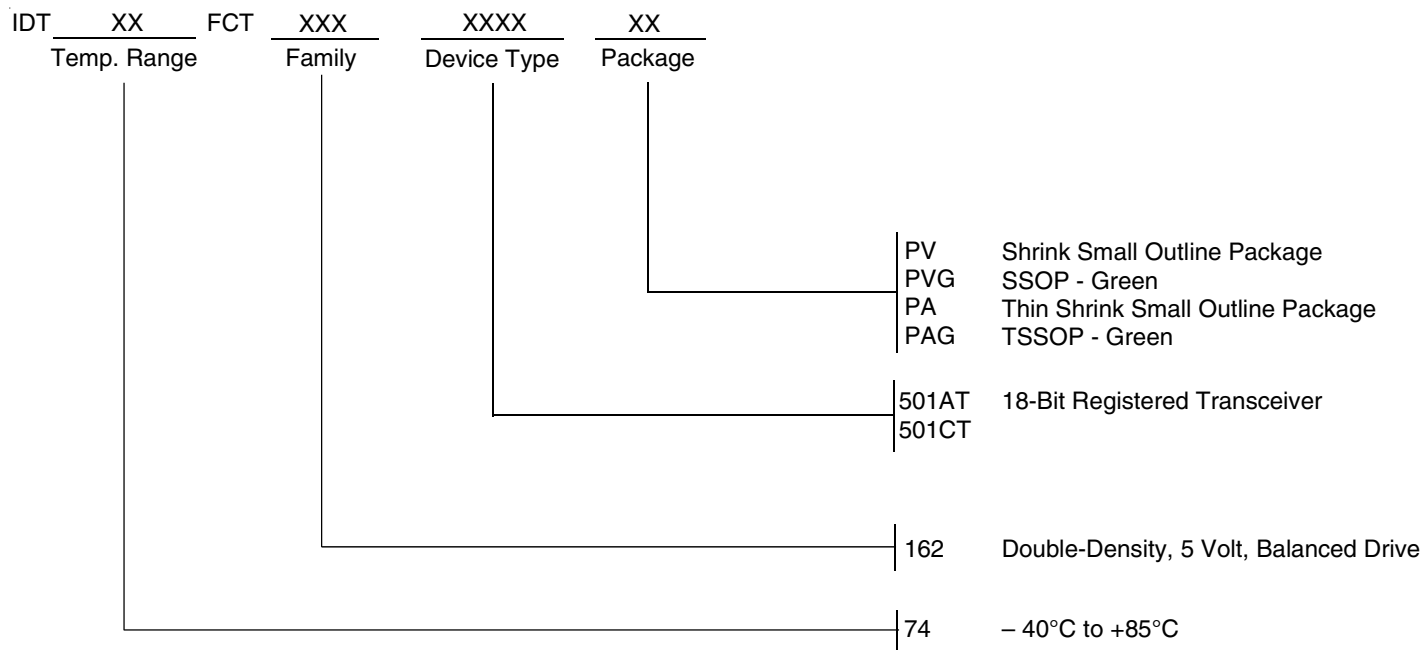 IDT XX FCT XXX XXXX XX
Temp. Range Family Device Type Package
PV Shrink Small Outline Package
PVG SSOP - Green
PA Thin Shrink Small Outline Package
PAG TSSOP - Green
501AT 18-Bit Registered Transceiver
501CT
162 Double-Density, 5 Volt, Balanced Drive
74 – 40°C to +85°C